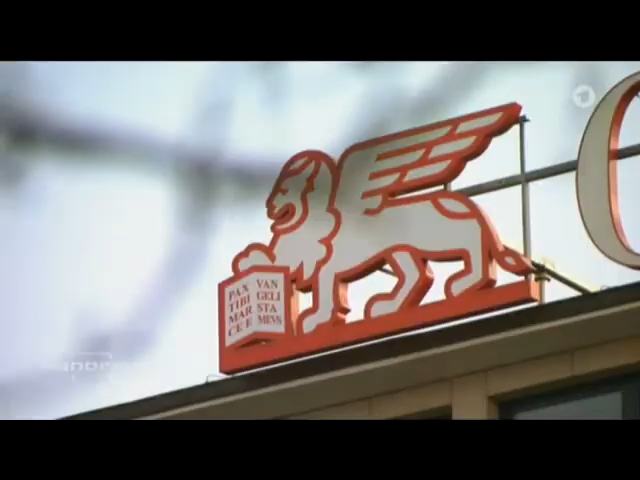 PAX
TIBI
MAR
CE E
VAN
GELI
STA
MEVS